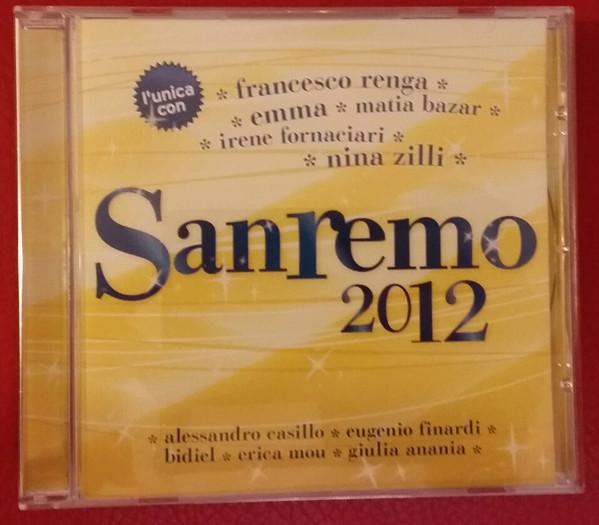 l'unica
con
* francesco renga *
* emma * matia bazar *
* irene fornaciari *
* nina zilli *
Sanremo
2012
* alessandro casillo * eugenio finardi *
bidiel * erica mou * giulia anania *